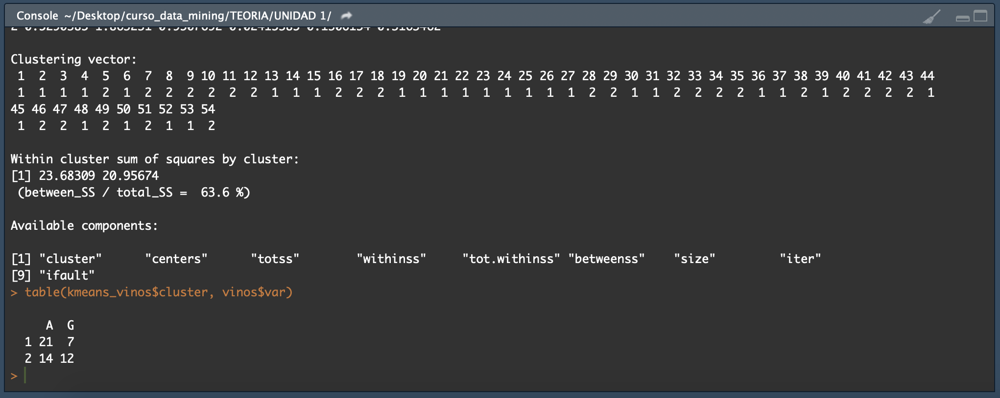 Console ~/Desktop/curso_data_mining/TEORIA/UNIDAD 1/
Clustering vector:
1 2 3 4 5 6 7 8 9 10 11 12 13 14 15 16 17 18 19 20 21 22 23 24 25 26 27 28 29 30 31 32 33 34 35 36 37 38 39 40 41 42 43 44
1 1 1 1 2 1 2 2 2 2 2 2 1 1 1 2 2 2 1 1 1 1 1 1 1 1 1 2 2 1 1 2 2 2 2 1 1 2 1 2 2 2 2 1
45 46 47 48 49 50 51 52 53 54
1 2 2 1 2 1 2 1 1 2
Within cluster sum of squares by cluster:
[1] 23.68309 20.95674
(between_SS / total_SS = 63.6 %)
Available components:
[1] "cluster" "centers" "totss" "withinss" "tot.withinss" "betweenss" "size" "iter"
[9] "ifault"
> table(kmeans_vinos$cluster, vinos$var)
A G
1 21 7
2 14 12
>